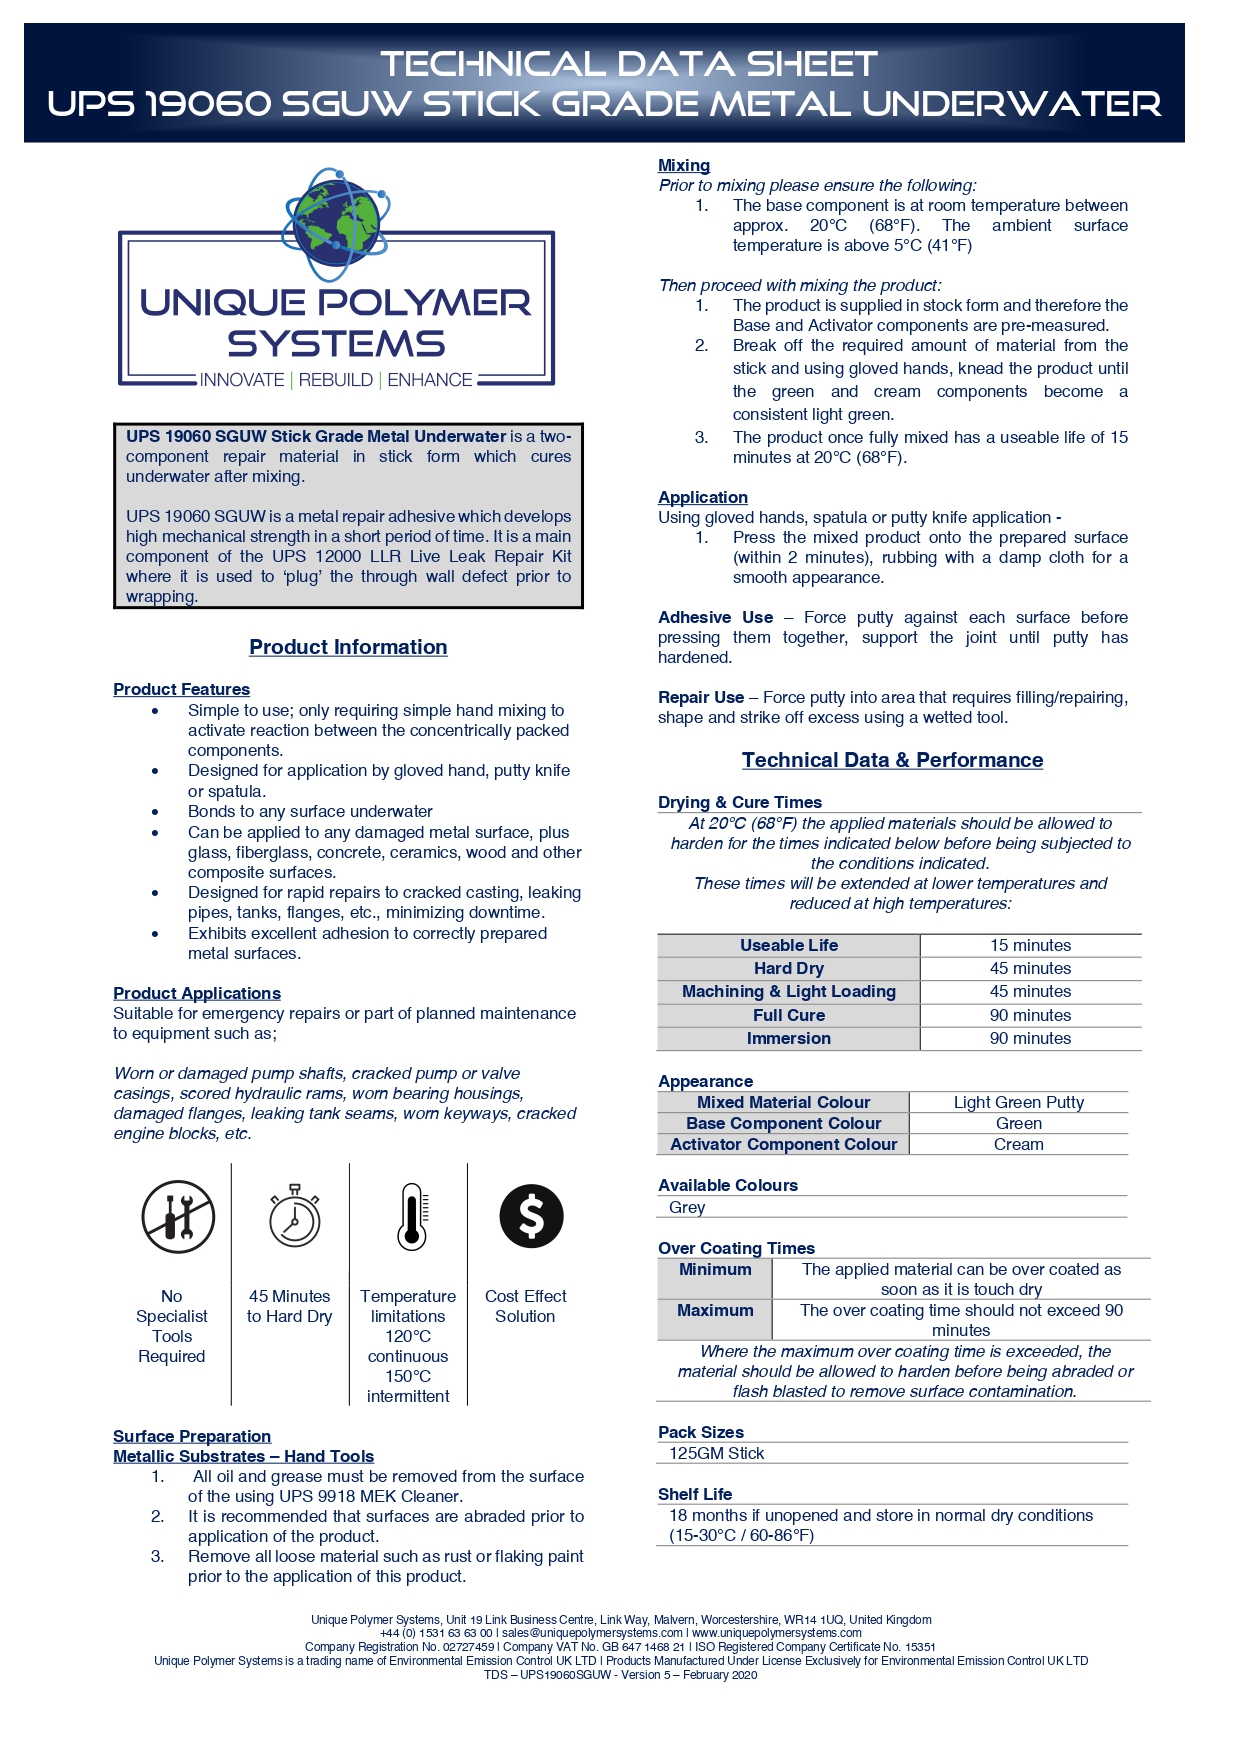 TECHNICAL DATA SHEET
UPS 19060 SGUW STICK GRADE METAL UNDERWATER
UNIQUE POLYMER
SYSTEMS
INNOVATE | REBUILD | ENHANCE
UPS 19060 SGUW Stick Grade Metal Underwater is a two-
component repair material in stick form which cures
underwater after mixing.
UPS 19060 SGUW is a metal repair adhesive which develops
high mechanical strength in a short period of time. It is a main
component of the UPS 12000 LLR Live Leak Repair Kit
where it is used to ‘plug’ the through wall defect prior to
wrapping.
Product Information
Product Features
• Simple to use; only requiring simple hand mixing to
activate reaction between the concentrically packed
components.
• Designed for application by gloved hand, putty knife
or spatula.
• Bonds to any surface underwater
• Can be applied to any damaged metal surface, plus
glass, fiberglass, concrete, ceramics, wood and other
composite surfaces.
• Designed for rapid repairs to cracked casting, leaking
pipes, tanks, flanges, etc., minimizing downtime.
• Exhibits excellent adhesion to correctly prepared
metal surfaces.
Product Applications
Suitable for emergency repairs or part of planned maintenance
to equipment such as;
Worn or damaged pump shafts, cracked pump or valve
casings, scored hydraulic rams, worn bearing housings,
damaged flanges, leaking tank seams, worn keyways, cracked
engine blocks, etc.
$
No
Specialist
Tools
Required
45 Minutes
to Hard Dry
Temperature
limitations
120°C
continuous
150°C
intermittent
Cost Effect
Solution
Surface Preparation
Metallic Substrates – Hand Tools
1. All oil and grease must be removed from the surface
of the using UPS 9918 MEK Cleaner.
2. It is recommended that surfaces are abraded prior to
application of the product.
3. Remove all loose material such as rust or flaking paint
prior to the application of this product.
Mixing
Prior to mixing please ensure the following:
1. The base component is at room temperature between
approx. 20°C (68°F). The ambient surface
temperature is above 5°C (41°F)
Then proceed with mixing the product:
1. The product is supplied in stock form and therefore the
Base and Activator components are pre-measured.
2. Break off the required amount of material from the
stick and using gloved hands, knead the product until
the green and cream components become a
consistent light green.
3. The product once fully mixed has a useable life of 15
minutes at 20°C (68°F).
Application
Using gloved hands, spatula or putty knife application -
1. Press the mixed product onto the prepared surface
(within 2 minutes), rubbing with a damp cloth for a
smooth appearance.
Adhesive Use – Force putty against each surface before
pressing them together, support the joint until putty has
hardened.
Repair Use – Force putty into area that requires filling/repairing,
shape and strike off excess using a wetted tool.
Technical Data & Performance
Drying & Cure Times
At 20°C (68°F) the applied materials should be allowed to
harden for the times indicated below before being subjected to
the conditions indicated.
These times will be extended at lower temperatures and
reduced at high temperatures:
Useable Life 15 minutes
Hard Dry 45 minutes
Machining & Light Loading 45 minutes
Full Cure 90 minutes
Immersion 90 minutes
Appearance
Mixed Material Colour Light Green Putty
Base Component Colour Green
Activator Component Colour Cream
Available Colours
Grey
Over Coating Times
Minimum The applied material can be over coated as
soon as it is touch dry
Maximum The over coating time should not exceed 90
minutes
Where the maximum over coating time is exceeded, the
material should be allowed to harden before being abraded or
flash blasted to remove surface contamination.
Pack Sizes
125GM Stick
Shelf Life
18 months if unopened and store in normal dry conditions
(15-30°C / 60-86°F)
Unique Polymer Systems, Unit 19 Link Business Centre, Link Way, Malvern, Worcestershire, WR14 1UQ, United Kingdom
+44 (0) 1531 63 63 00 | sales@uniquepolymersystems.com | www.uniquepolymersystems.com
Company Registration No. 02727459 | Company VAT No. GB 647 1468 21 | ISO Registered Company Certificate No. 15351
Unique Polymer Systems is a trading name of Environmental Emission Control UK LTD | Products Manufactured Under License Exclusively for Environmental Emission Control UK LTD
TDS – UPS19060SGUW - Version 5 – February 2020